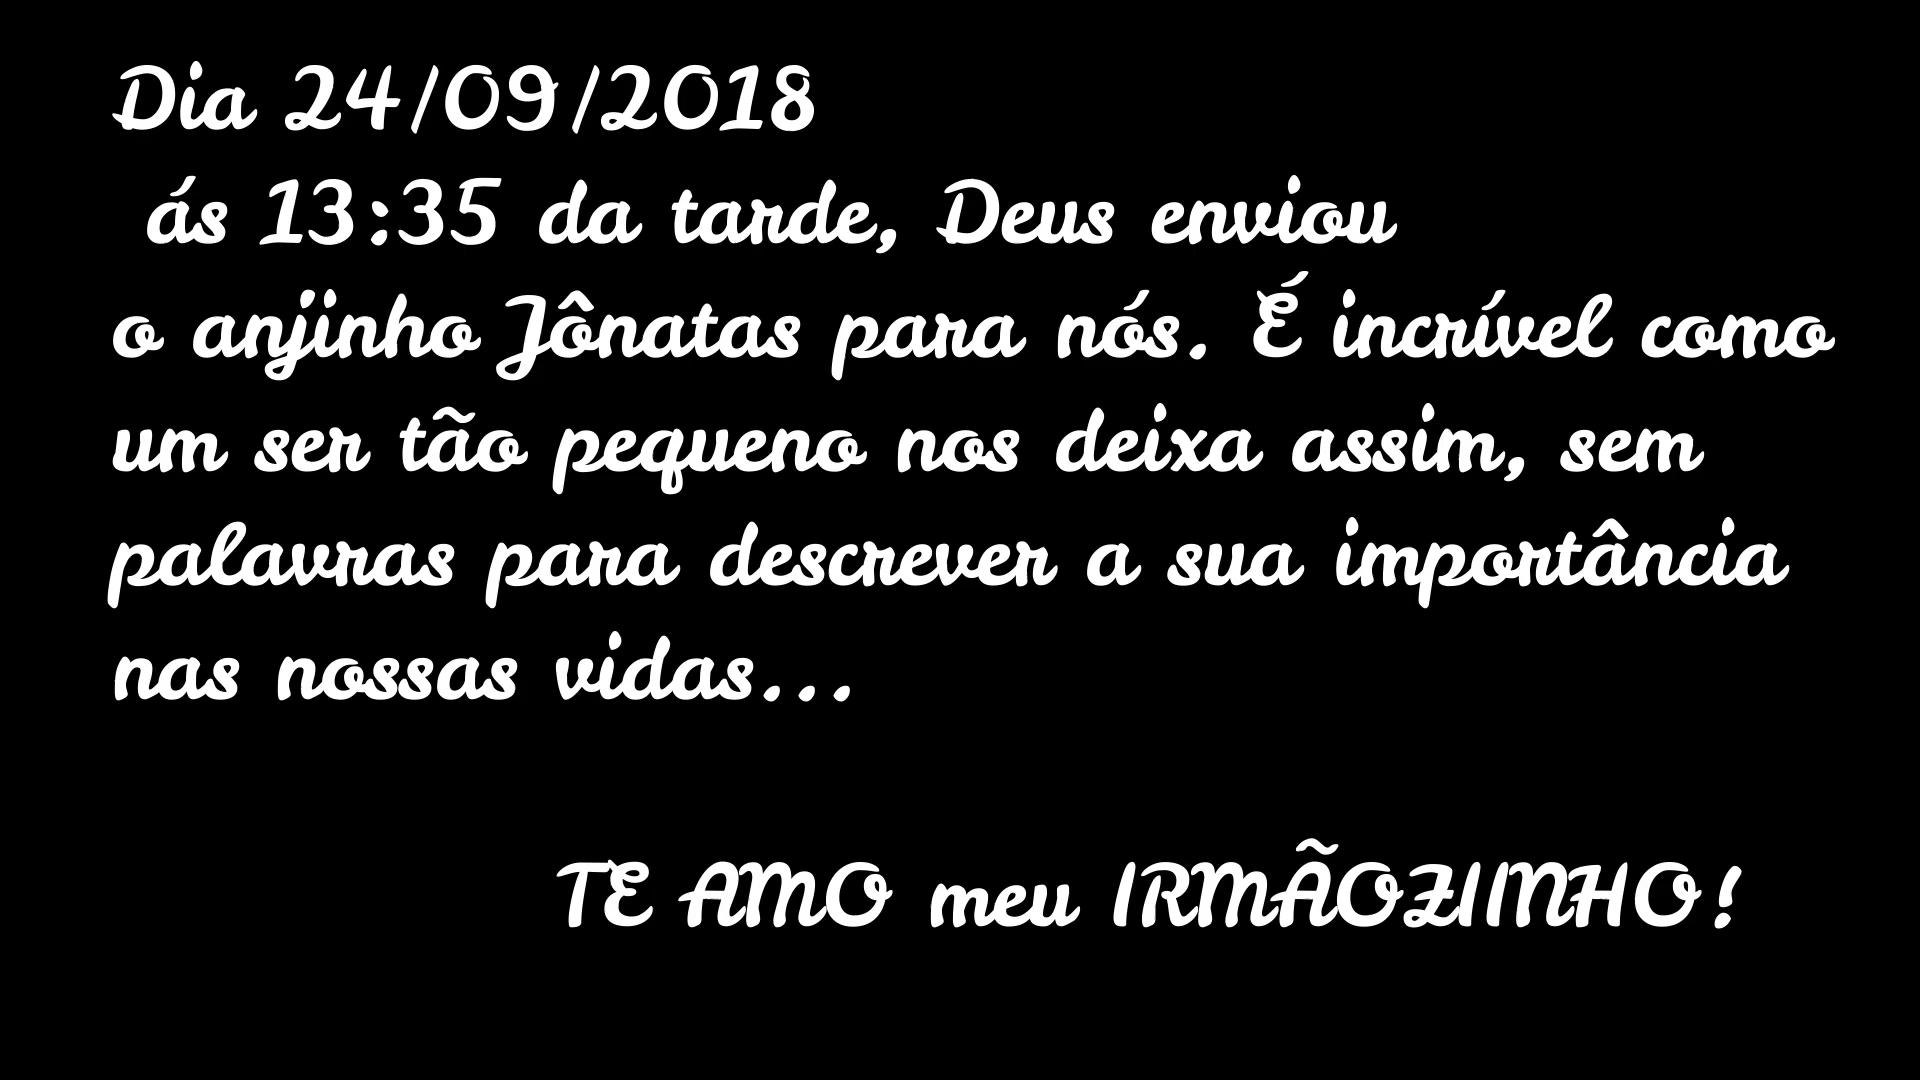 Dia 24/09/2018
ás 13:35 da tarde, Deus enviou
o anjinho Jônatas para nós. É incrível como
um ser tão pequeno nos deixa assim, sem
palavras para descrever a sua importância
nas nossas vidas...
TE AMO meu IRMÃOZIINHO!